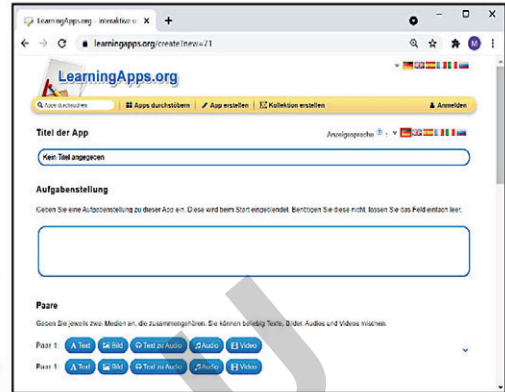 LearningApps.org - interaktive u
learningapps.org/create?new=71
M
LearningApps.org
Apps durchsuchen
Apps durchstöbern
App erstellen
Kollektion erstellen
Anmelden
Titel der App
Anzeigesprache
Kein Titel angegeben
Aufgabenstellung
Geben Sie eine Aufgabenstellung zu dieser App ein. Diese wird beim Start eingeblendet. Benötigen Sie diese nicht, lassen Sie das Feld einfach leer.
Paare
Geben Sie jeweils zwei Medien an, die zusammengehören. Sie können beliebig Texte, Bilder, Audios und Videos mischen.
Paar 1: Text Bild Text zu Audio Audio Video
Paar 1: Text Bild Text zu Audio Audio Video
U